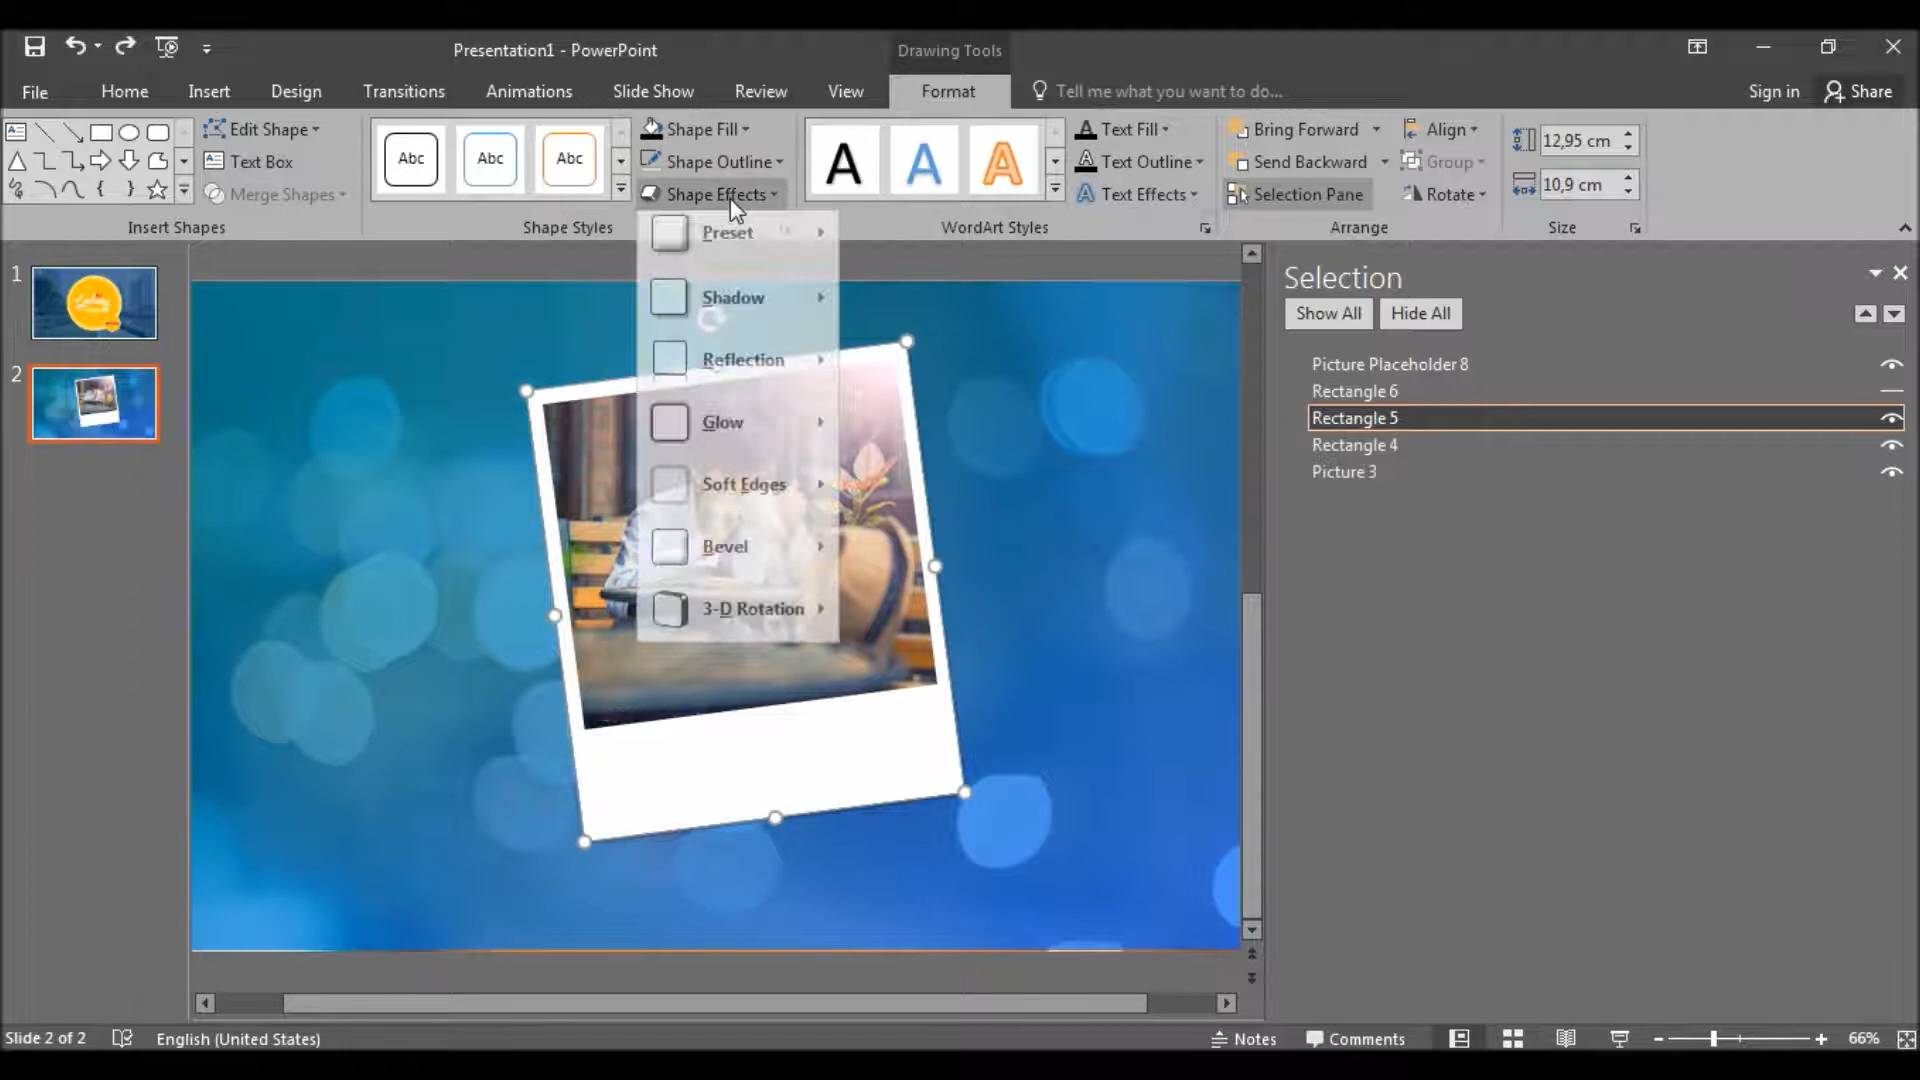 Presentation1 - PowerPoint
Drawing Tools
File
Home
Insert
Design
Transitions
Animations
Slide Show
Review
View
Format
Tell me what you want to do...
Sign in
Share
Edit Shape
Text Box
Merge Shapes
Insert Shapes
Abc
Abc
Abc
Shape Styles
Shape Fill
Shape Outline
Shape Effects
A
A
A
WordArt Styles
Text Fill
Text Outline
Text Effects
Bring Forward
Send Backward
Selection Pane
Align
Group
Rotate
Arrange
12,95 cm
10,9 cm
Size
Preset
Shadow
Reflection
Glow
Soft Edges
Bevel
3-D Rotation
1
2
Selection
Show All
Hide All
Picture Placeholder 8
Rectangle 6
Rectangle 5
Rectangle 4
Picture 3
Slide 2 of 2
English (United States)
Notes
Comments
66%